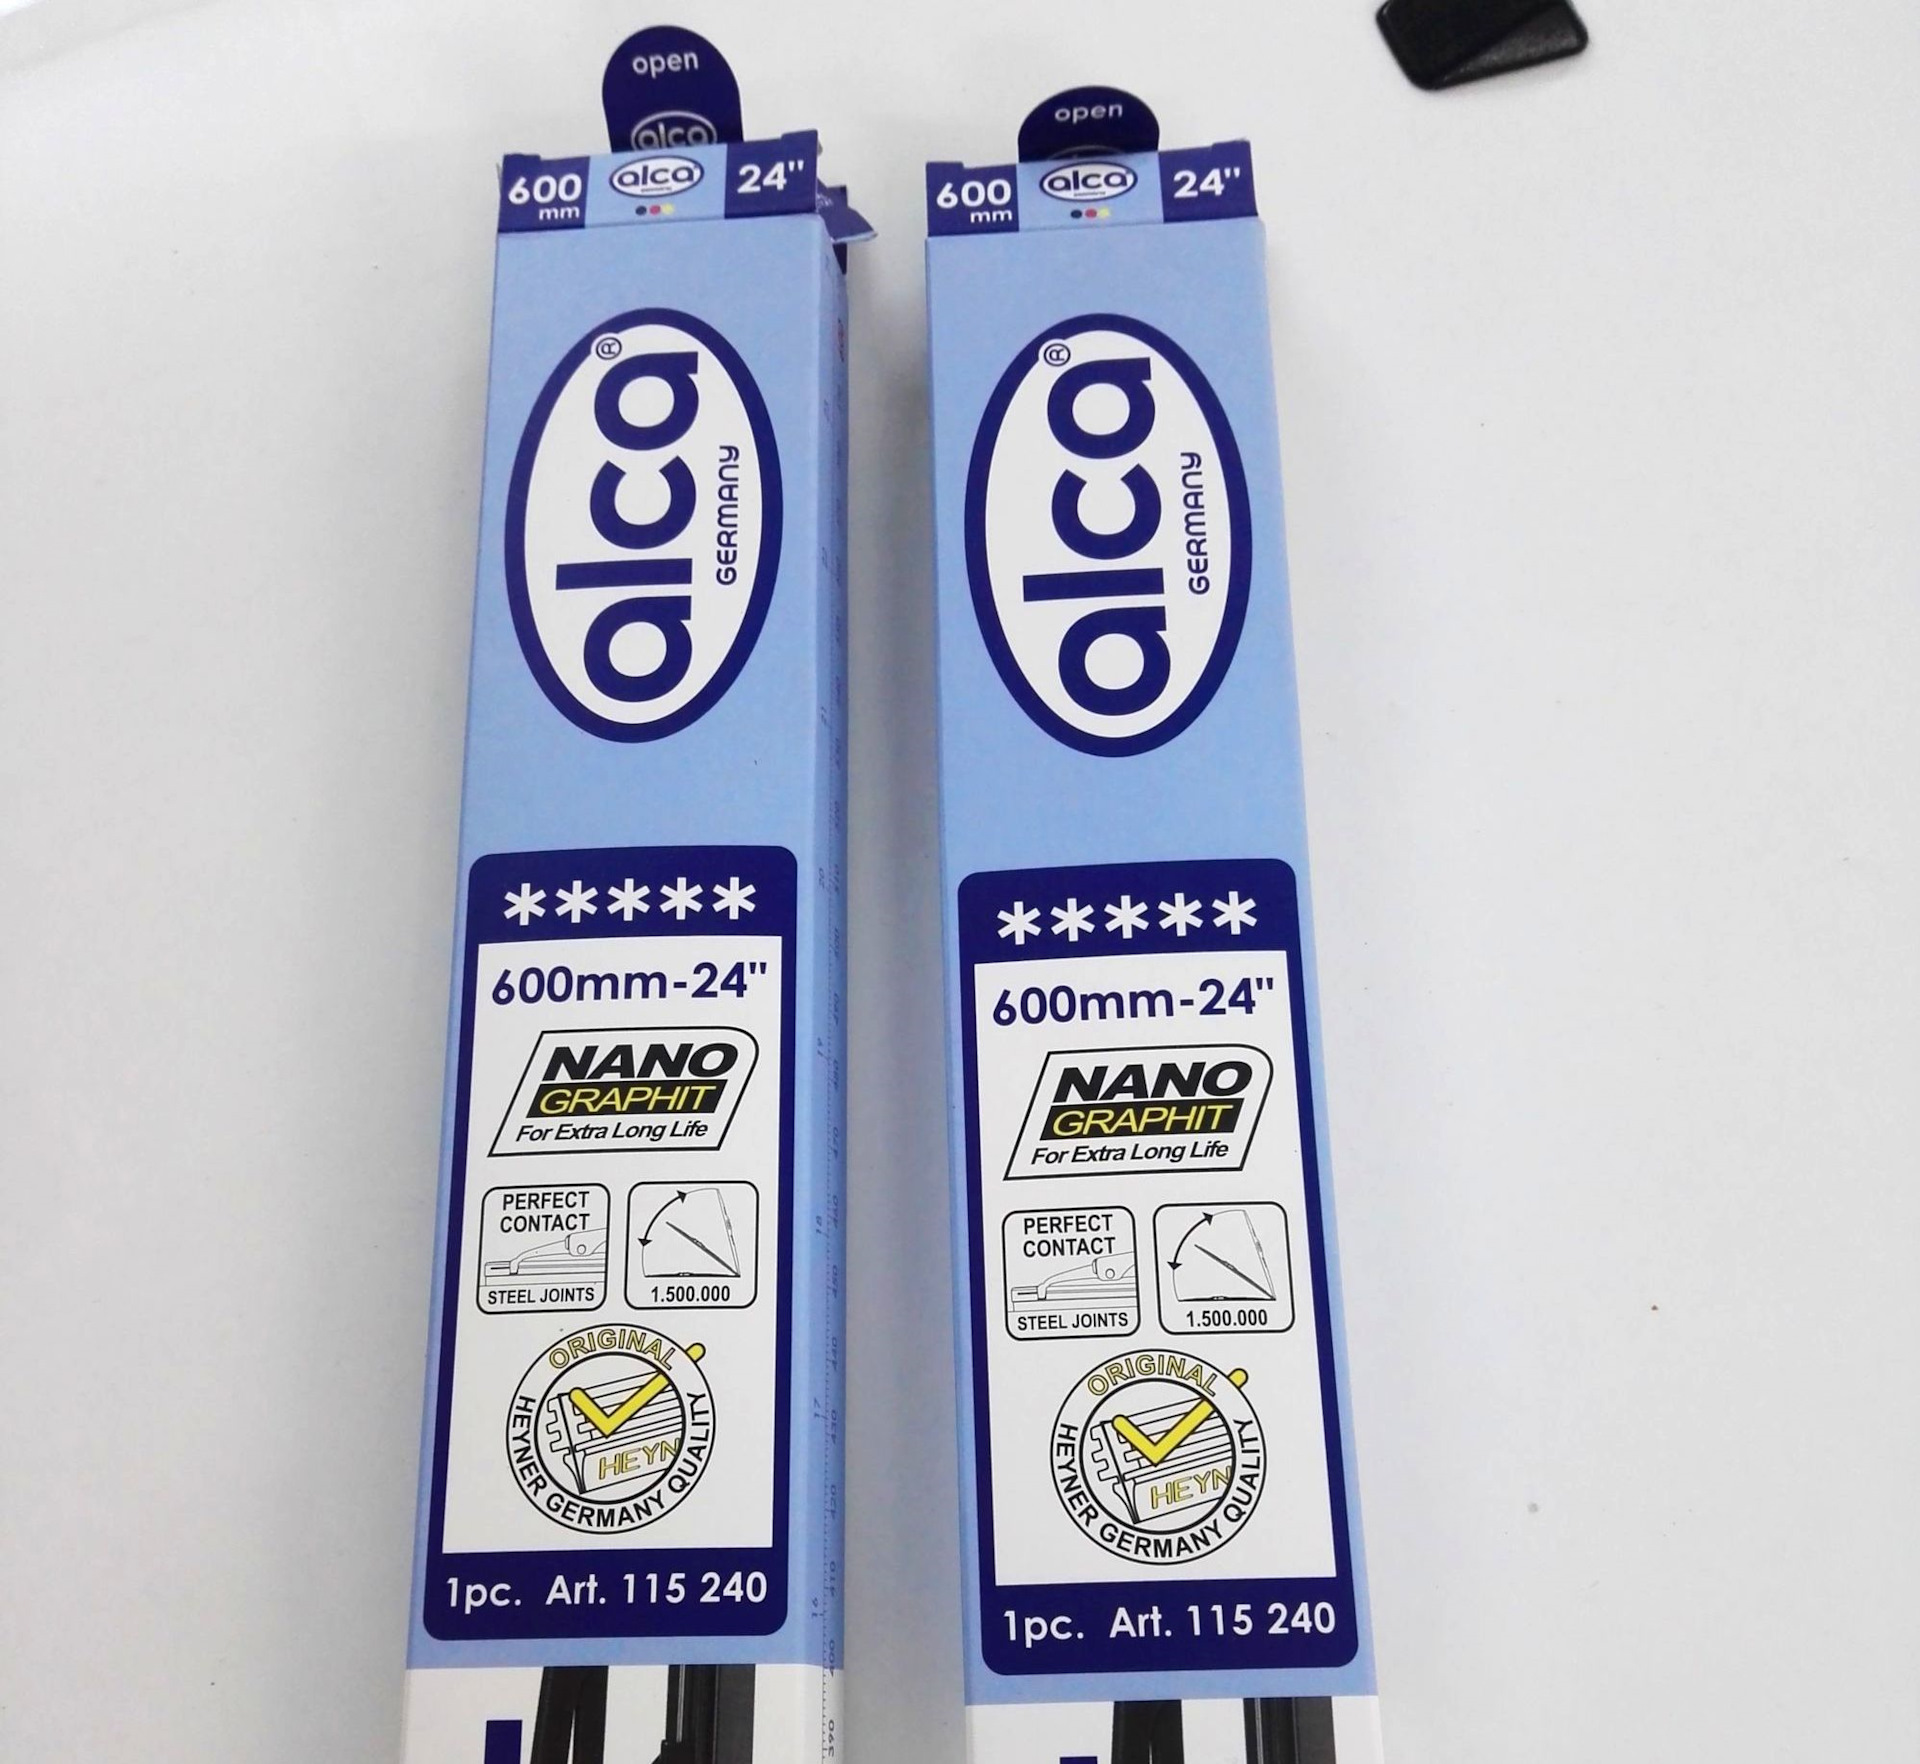 open
alca
600 mm
alca
24"
alca®
GERMANY
*****
600mm-24"
NANO
GRAPHIT
For Extra Long Life
PERFECT
CONTACT
STEEL JOINTS
1.500.000
ORIGINAL
HEYN
HEYNER GERMANY QUALITY
1pc. Art. 115 240
open
600 mm
alca
24"
alca®
GERMANY
*****
600mm-24"
NANO
GRAPHIT
For Extra Long Life
PERFECT
CONTACT
STEEL JOINTS
1.500.000
ORIGINAL
HEYN
HEYNER GERMANY QUALITY
1pc. Art. 115 240